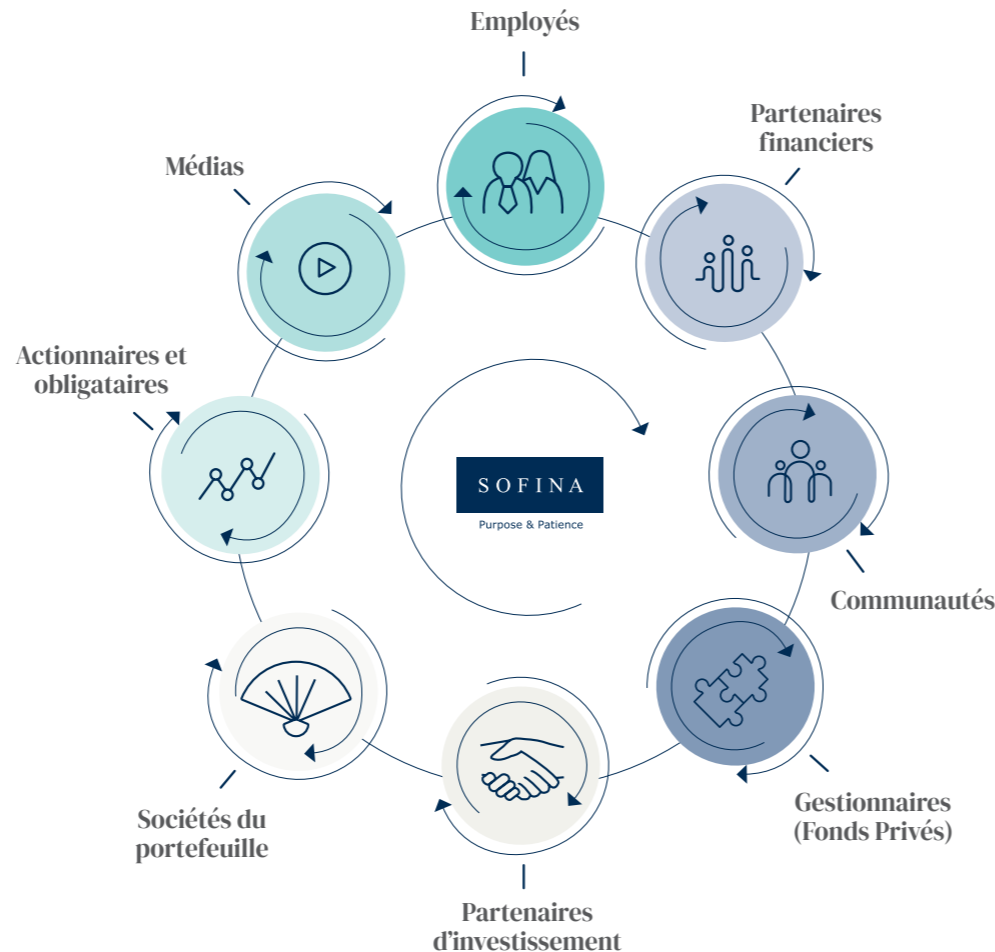 Employés
Partenaires
financiers
Médias
Actionnaires et
obligataires
SOFINA
Purpose & Patience
Communautés
Gestionnaires
(Fonds Privés)
Sociétés du
portefeuille
Partenaires
d'investissement